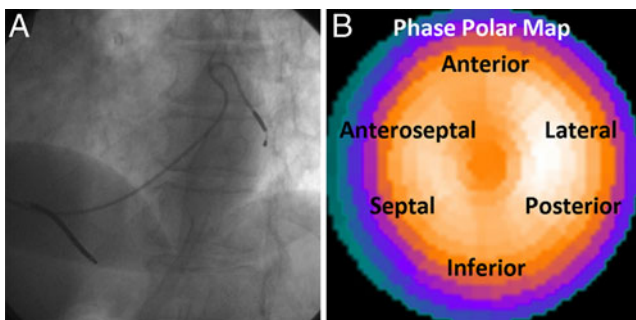 A
B
Phase Polar Map
Anterior
Anteroseptal
Lateral
Septal
Posterior
Inferior